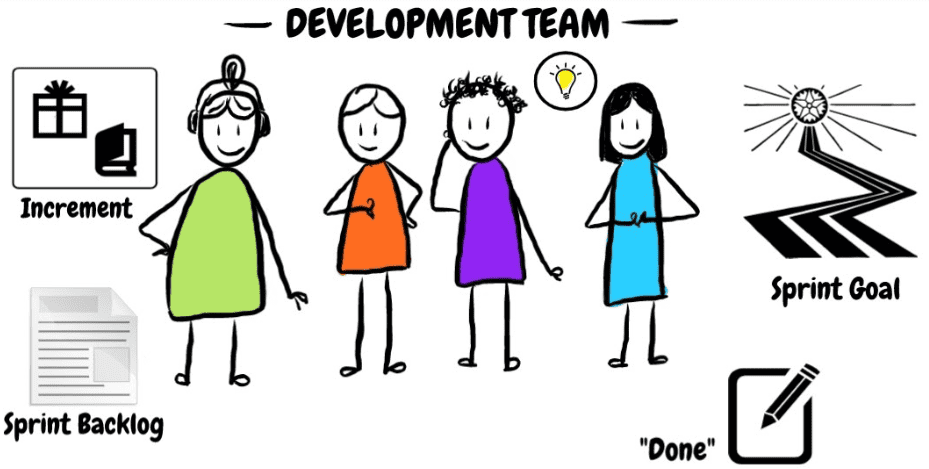 DEVELOPMENT TEAM
Increment
Sprint Goal
Sprint Backlog
"Done"